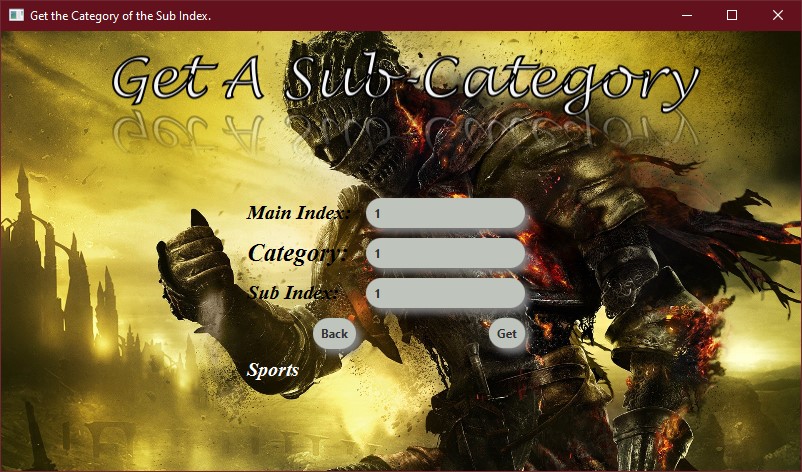 Get the Category of the Sub Index.
Get A Sub-Category
Main Index: 1
Category: 1
Sub Index: 1
Back Get
Sports